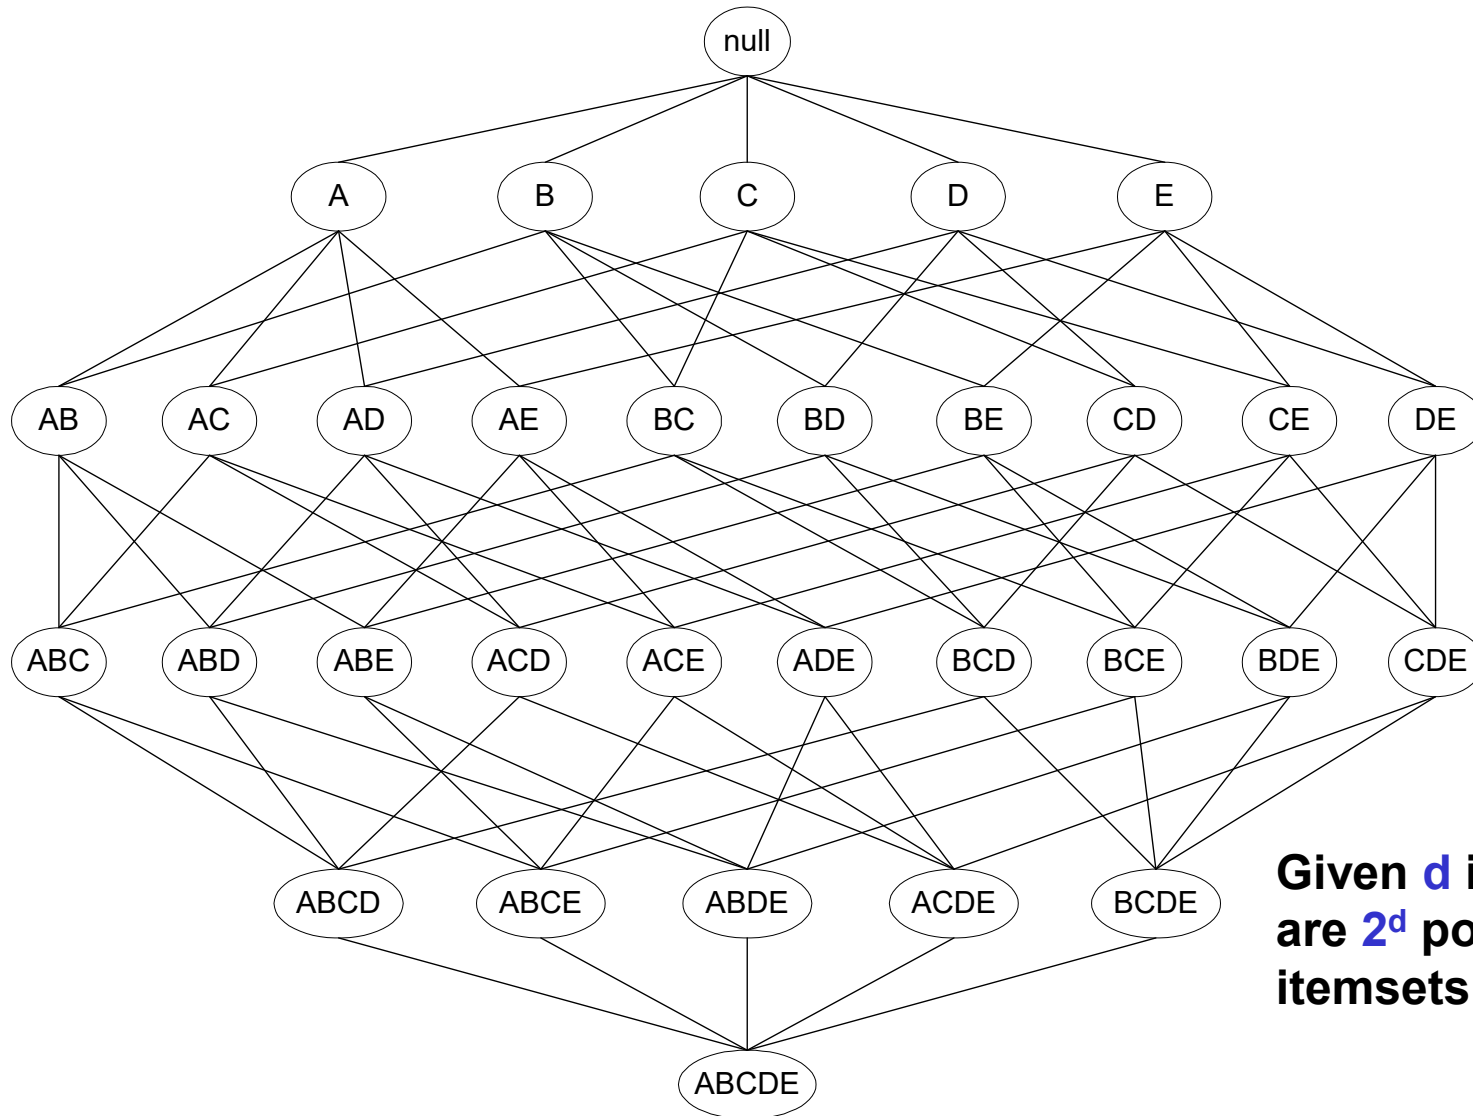 null
A B C D E
AB AC AD AE BC BD BE CD CE DE
ABC ABD ABE ACD ACE ADE BCD BCE BDE CDE
ABCD ABCE ABDE ACDE BCDE
Given d
are 2^d
itemsets
ABCDE